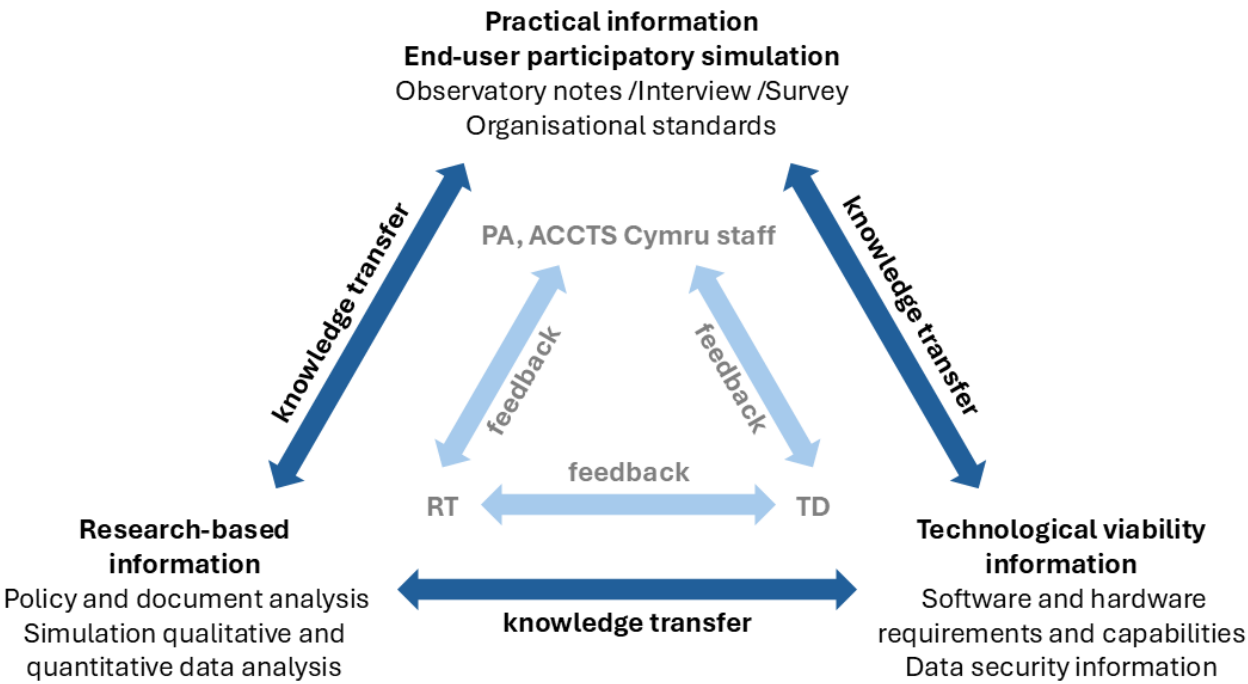 Practical information
End-user participatory simulation
Observatory notes /Interview /Survey
Organisational standards
knowledge transfer
knowledge transfer
PA, ACCTS Cymru staff
feedback
feedback
feedback
RT
TD
Research-based
information
Policy and document analysis
Simulation qualitative and
quantitative data analysis
knowledge transfer
Technological viability
information
Software and hardware
requirements and capabilities
Data security information